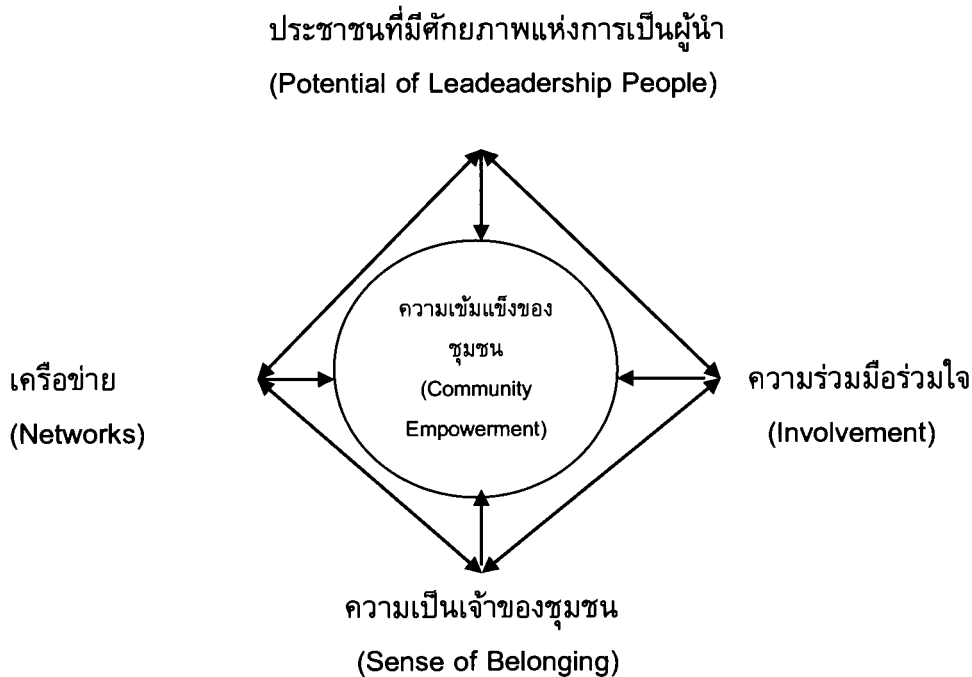 ประชาชนที่มีศักยภาพแห่งการเป็นผู้นำ
(Potential of Leadeadership People)
ความเข้มแข็งของ
ชุมชน
(Community
Empowerment)
เครือข่าย
(Networks)
ความร่วมมือร่วมใจ
(Involvement)
ความเป็นเจ้าของชุมชน
(Sense of Belonging)